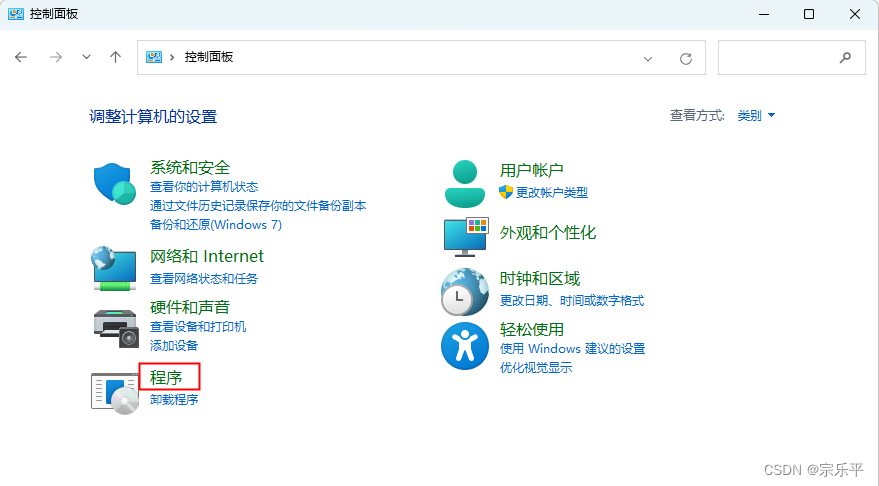 控制面板
控制面板
调整计算机的设置
查看方式: 类别
系统和安全
查看你的计算机状态
通过文件历史记录保存你的文件备份副本
备份和还原(Windows 7)
网络和 Internet
查看网络状态和任务
硬件和声音
查看设备和打印机
添加设备
程序
卸载程序
用户帐户
更改帐户类型
外观和个性化
时钟和区域
更改日期、时间或数字格式
轻松使用
使用 Windows 建议的设置
优化视觉显示
CSDN @宗乐平